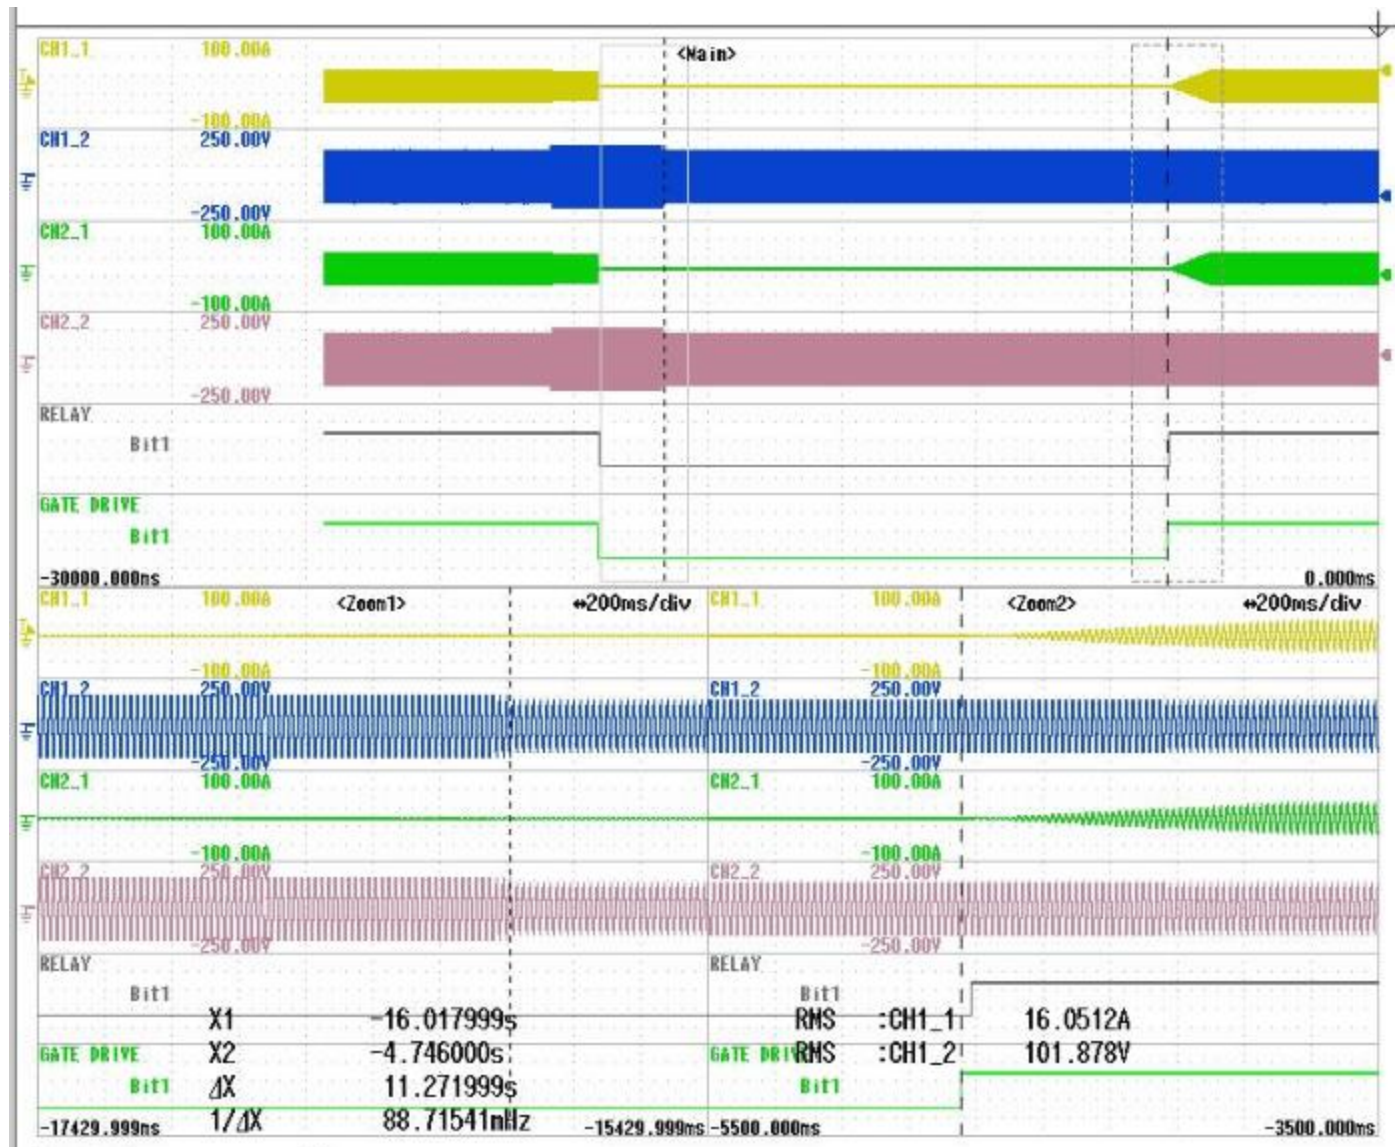 CH1_1 100.00A
<Main>
-100.00A
CH1_2 250.00V
-250.00V
CH2_1 100.00A
-100.00A
CH2_2 250.00V
-250.00V
RELAY
Bit1
GATE DRIVE
Bit1
-30000.000ms 0.000ms
CH1_1 100.00A <Zoom1> ↔200ms/div CH1_1 100.00A <Zoom2> ↔200ms/div
-100.00A -100.00A
CH1_2 250.00V CH1_2 250.00V
-250.00V -250.00V
CH2_1 100.00A CH2_1 100.00A
-100.00A -100.00A
CH2_2 250.00V CH2_2 250.00V
-250.00V -250.00V
RELAY RELAY
Bit1 Bit1
X1 -16.017999s RMS :CH1_1 16.0512A
GATE DRIVE X2 -4.746000s GATE DRI RMS :CH1_2 101.878V
Bit1 ΔX 11.271999s Bit1
-17429.999ms 1/ΔX 88.71541mHz -15429.999ms -5500.000ms -3500.000ms